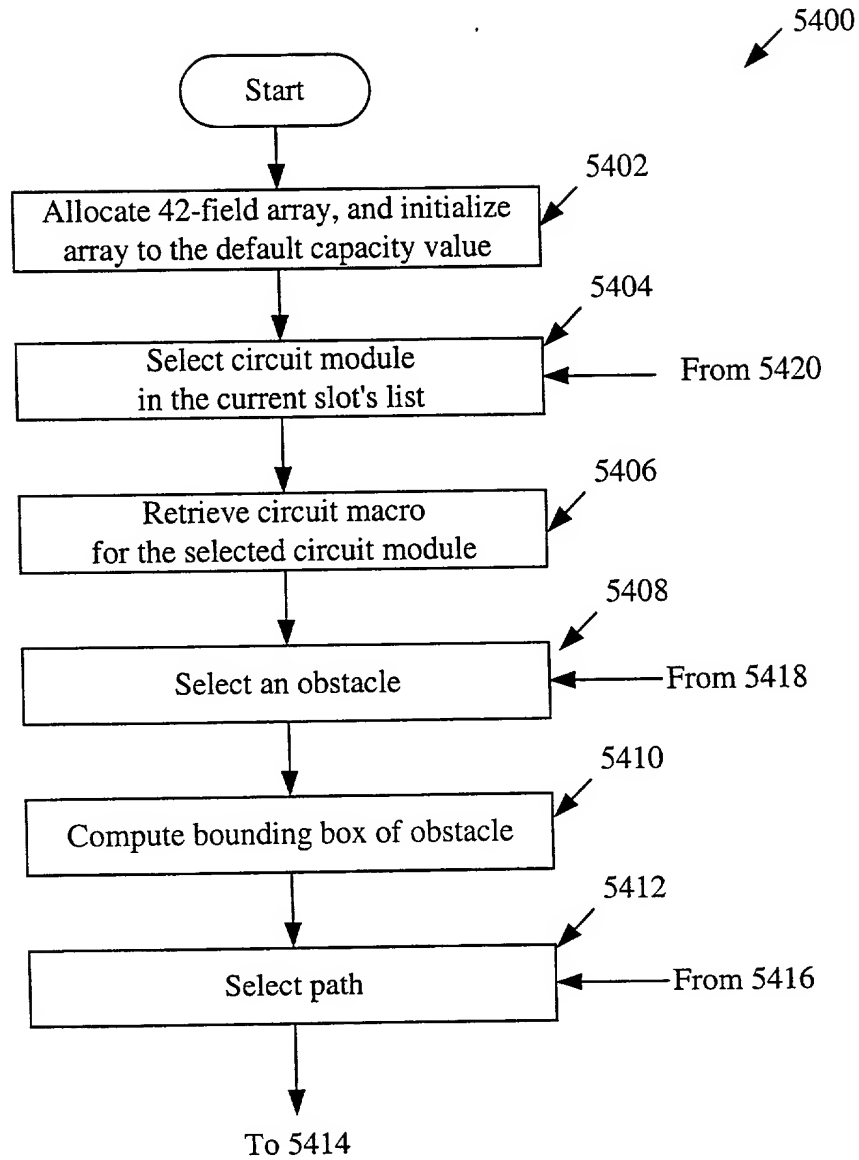 5400
Start
5402
Allocate 42-field array, and initialize
array to the default capacity value
5404
Select circuit module
in the current slot's list
From 5420
5406
Retrieve circuit macro
for the selected circuit module
5408
Select an obstacle
From 5418
5410
Compute bounding box of obstacle
5412
Select path
From 5416
To 5414